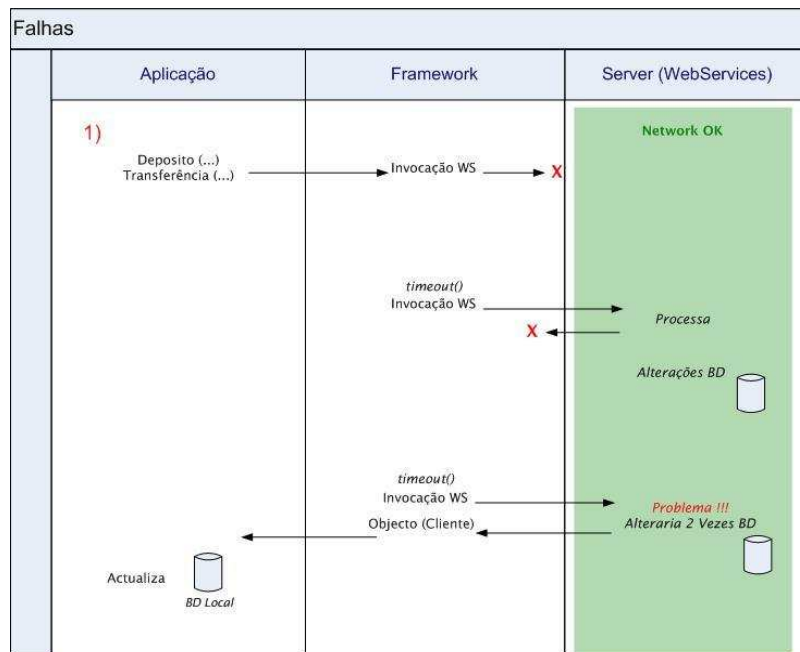 Falhas
Aplicação
Framework
Server (WebServices)
1)
Network OK
Deposito (...)
Transferência (...)
Invocação WS
X
timeout()
Invocação WS
Processa
X
Alterações BD
timeout()
Invocação WS
Problema !!!
Objecto (Cliente)
Alteraria 2 Vezes BD
Actualiza
BD Local